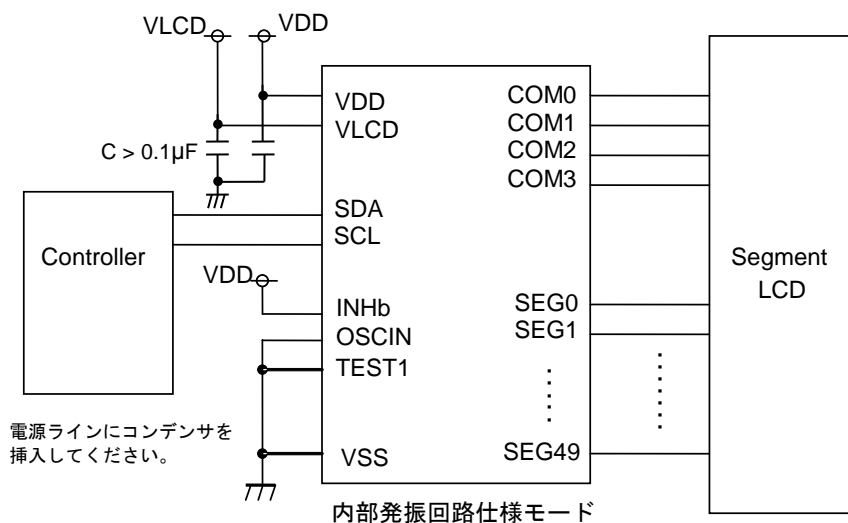 VLCD
VDD
VDD
VLCD
C > 0.1µF
COM0
COM1
COM2
COM3
SDA
SCL
Controller
Segment
LCD
VDD
INHb
OSCIN
TEST1
SEG0
SEG1
VSS
SEG49
電源ラインにコンデンサを
挿入してください。
内部発振回路仕様モード